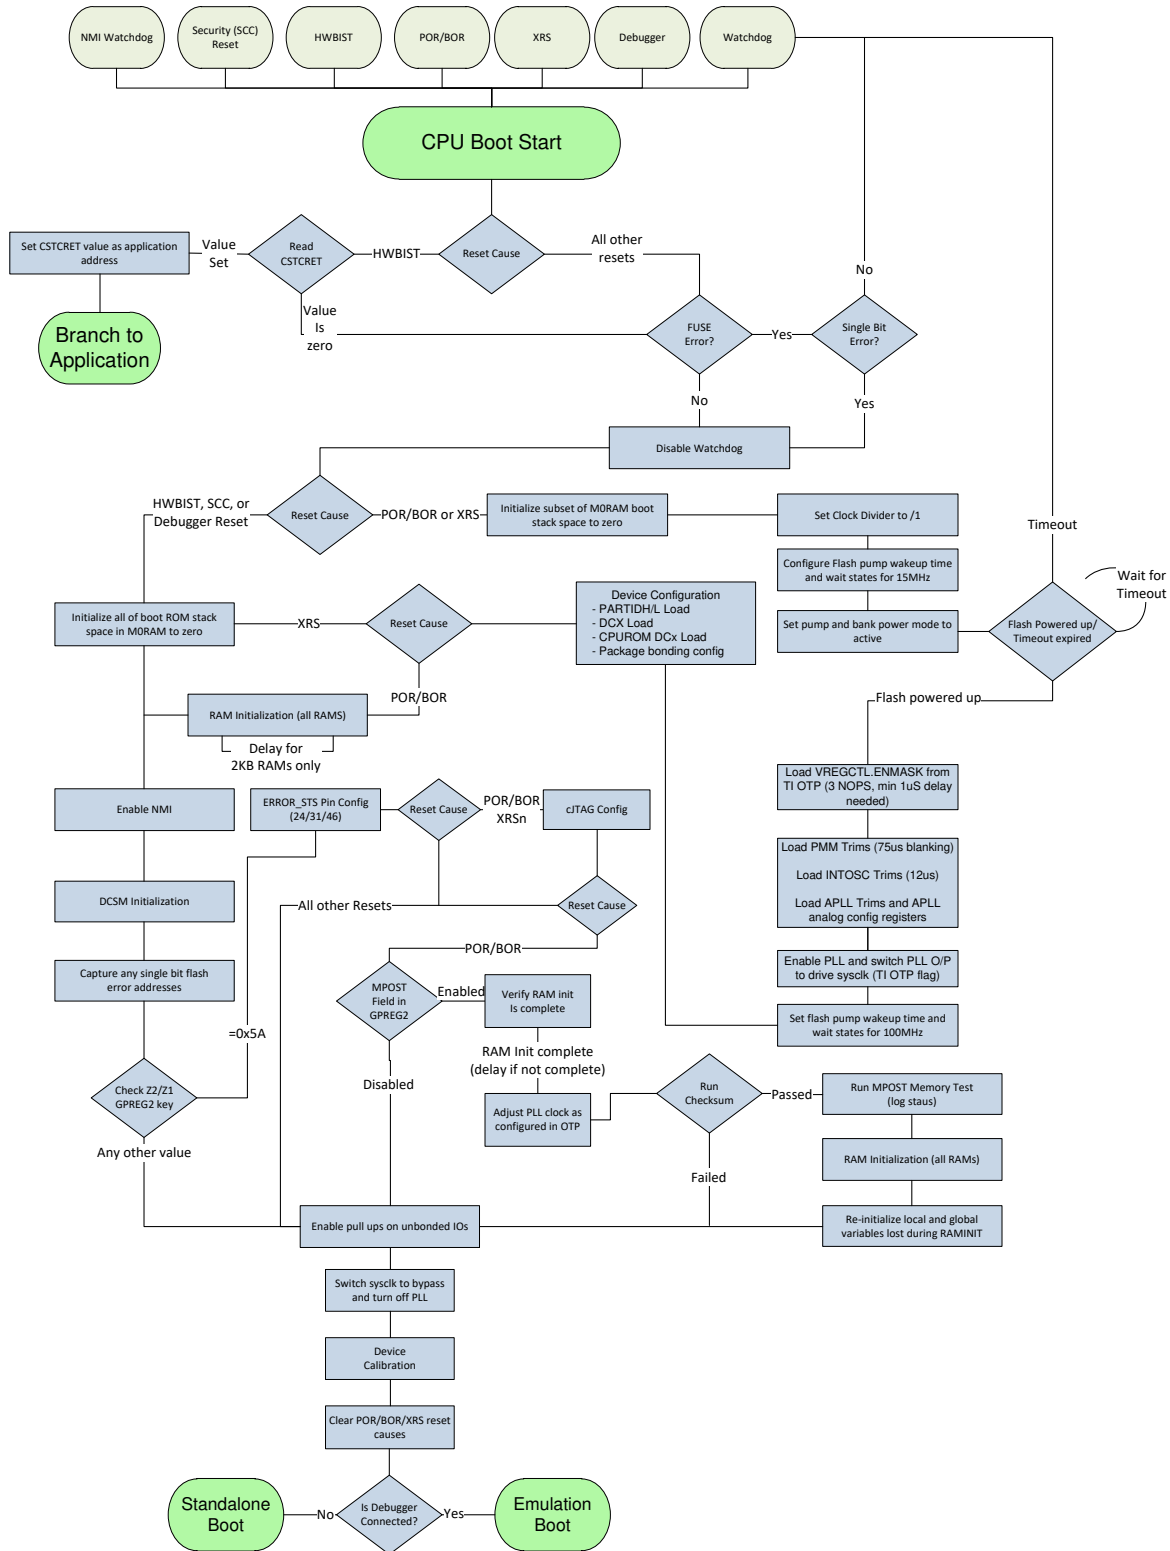 NMI Watchdog
Security (SCC)
Reset
HWBIST
POR/BOR
XRS
Debugger
Watchdog
CPU Boot Start
Set CSTCRET value as application
address
Value
Set
Read
CSTCRET
HWBIST
Reset Cause
All other
resets
No
Branch to
Application
Value
Is
zero
FUSE
Error?
Yes
Single Bit
Error?
No
Yes
Disable Watchdog
HWBIST, SCC, or
Debugger Reset
Reset Cause
POR/BOR or XRS
Initialize subset of M0RAM boot
stack space to zero
Set Clock Divider to /1
Timeout
Configure Flash pump wakeup time
and wait states for 15MHz
Wait for
Timeout
Initialize all of boot ROM stack
space in M0RAM to zero
XRS
Reset Cause
Device Configuration
- PARTIDH/L Load
- DCX Load
- CPUROM DCx Load
- Package bonding config
Set pump and bank power mode to
active
Flash Powered up/
Timeout expired
POR/BOR
Flash powered up
RAM Initialization (all RAMS)
Delay for
2KB RAMs only
Load VREGCTL.ENMASK from
TI OTP (3 NOPS, min 1uS delay
needed)
Enable NMI
ERROR_STS Pin Config
(24/31/46)
Reset Cause
POR/BOR
XRSn
cJTAG Config
Load PMM Trims (75us blanking)
Load INTOSC Trims (12us)
Load APLL Trims and APLL
analog config registers
DCSM Initialization
All other Resets
Reset Cause
POR/BOR
Enable PLL and switch PLL O/P
to drive sysclk (TI OTP flag)
Capture any single bit flash
error addresses
MPOST
Field in
GPREG2
Enabled
Verify RAM init
Is complete
Set flash pump wakeup time and
wait states for 100MHz
=0x5A
RAM Init complete
(delay if not complete)
Disabled
Check Z2/Z1
GPREG2 key
Adjust PLL clock as
configured in OTP
Run
Checksum
Passed
Run MPOST Memory Test
(log staus)
Any other value
Failed
RAM Initialization (all RAMs)
Enable pull ups on unbonded IOs
Re-initialize local and global
variables lost during RAMINIT
Switch sysclk to bypass
and turn off PLL
Device
Calibration
Clear POR/BOR/XRS reset
causes
Standalone
Boot
No
Is Debugger
Connected?
Yes
Emulation
Boot